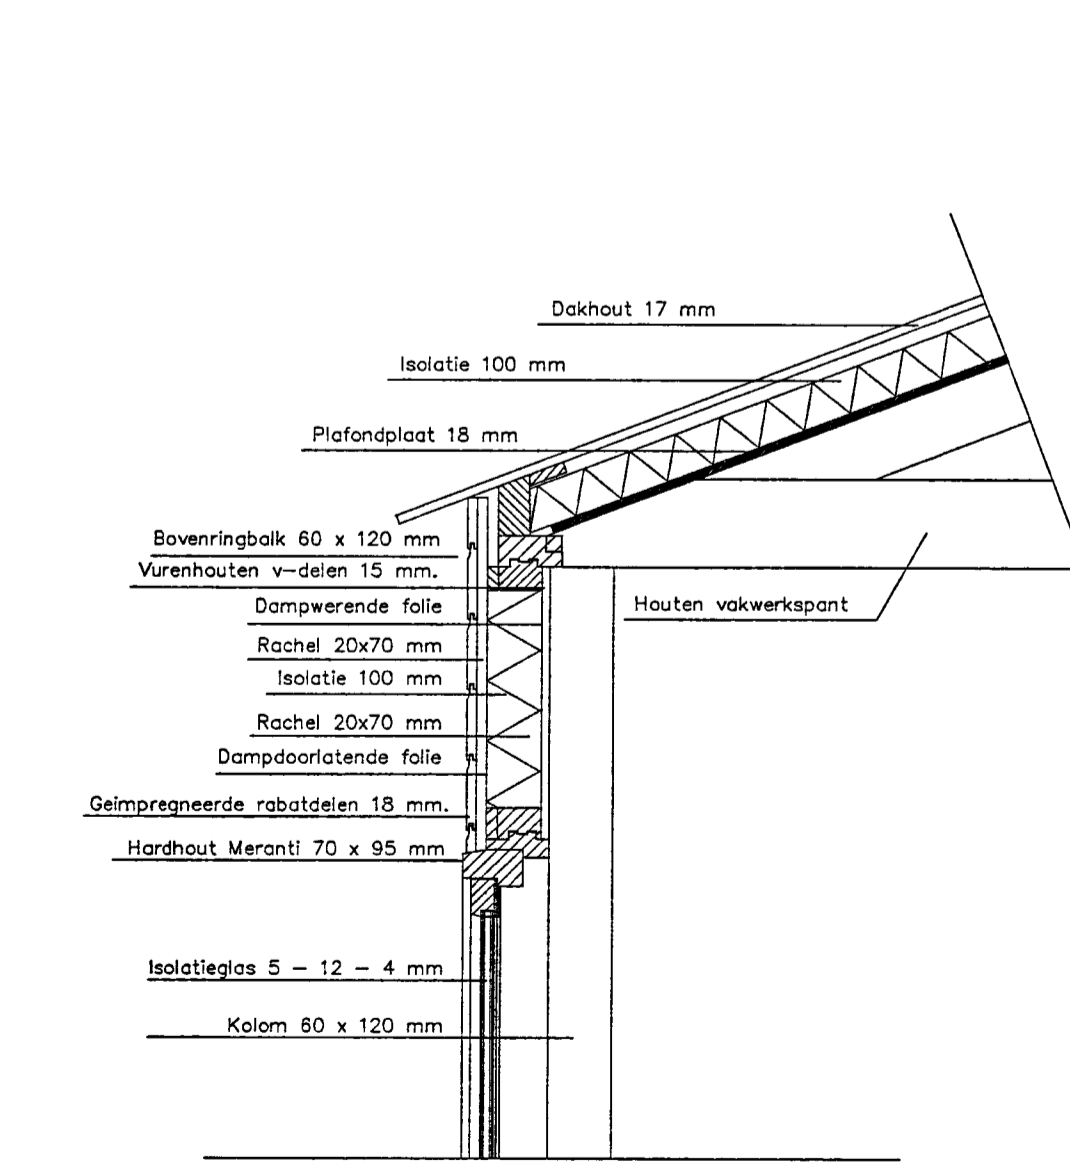 Dakhout 17 mm
Isolatie 100 mm
Plafondplaat 18 mm
Bovenringbalk 60 x 120 mm
Vurenhouten v-delen 15 mm.
Dampwerende folie
Houten vakwerkspant
Rachel 20x70 mm
Isolatie 100 mm
Rachel 20x70 mm
Dampdoorlatende folie
Geimpregneerde rabatdelen 18 mm.
Hardhout Meranti 70 x 95 mm
Isolatieglas 5 – 12 – 4 mm
Kolom 60 x 120 mm